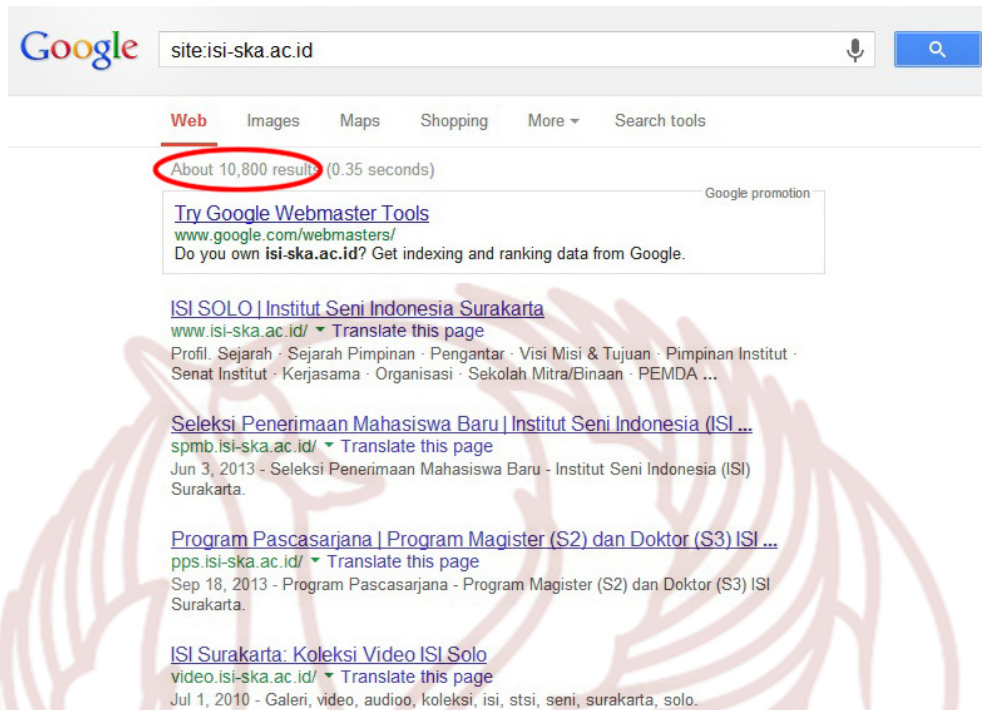 Google site:isi-ska.ac.id
Web Images Maps Shopping More Search tools
About 10,800 results (0.35 seconds)
Google promotion
Try Google Webmaster Tools
www.google.com/webmasters/
Do you own isi-ska.ac.id? Get indexing and ranking data from Google.
ISI SOLO | Institut Seni Indonesia Surakarta
www.isi-ska.ac.id/ Translate this page
Profil. Sejarah · Sejarah Pimpinan · Pengantar · Visi Misi & Tujuan · Pimpinan Institut ·
Senat Institut · Kerjasama · Organisasi · Sekolah Mitra/Binaan · PEMDA ...
Seleksi Penerimaan Mahasiswa Baru | Institut Seni Indonesia (ISI ...
spmb.isi-ska.ac.id/ Translate this page
Jun 3, 2013 - Seleksi Penerimaan Mahasiswa Baru - Institut Seni Indonesia (ISI)
Surakarta.
Program Pascasarjana | Program Magister (S2) dan Doktor (S3) ISI ...
pps.isi-ska.ac.id/ Translate this page
Sep 18, 2013 - Program Pascasarjana - Program Magister (S2) dan Doktor (S3) ISI
Surakarta.
ISI Surakarta: Koleksi Video ISI Solo
video.isi-ska.ac.id/ Translate this page
Jul 1, 2010 - Galeri, video, audioo, koleksi, isi, stsi, seni, surakarta, solo.